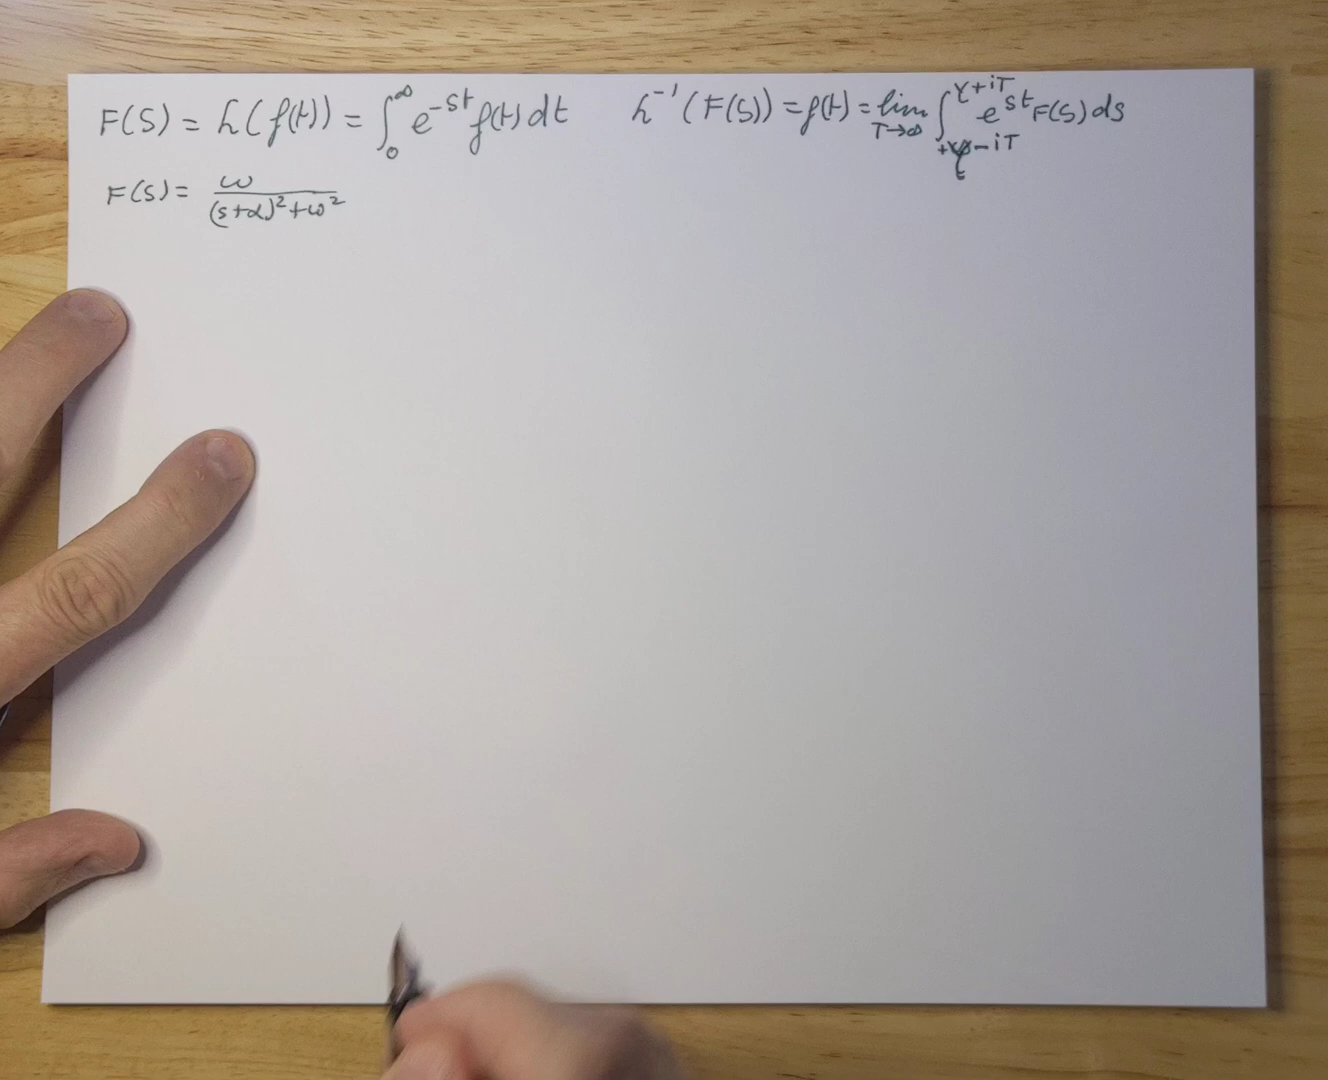 F(S) = L(f(t)) = ∫₀^∞ e^{-st} f(t) dt    L^{-1}(F(S)) = f(t) = lim_{T→∞} ∫_{γ-iT}^{γ+iT} e^{st} F(S) ds
F(S) = ω / ((s+α)² + ω²)